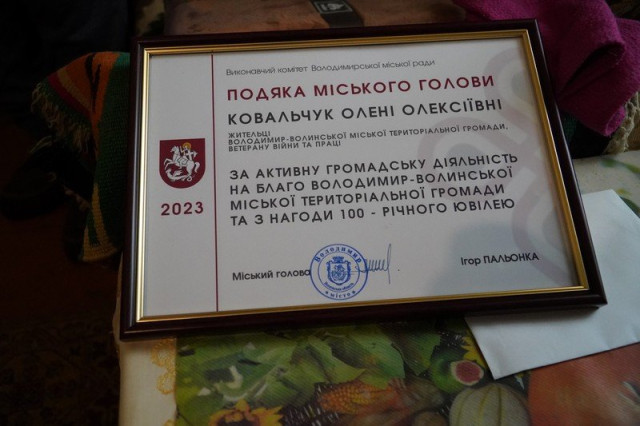 Виконавчий комітет Володимирської міської ради
ПОДЯКА МІСЬКОГО ГОЛОВИ
КОВАЛЬЧУК ОЛЕНІ ОЛЕКСІЇВНІ
ЖИТЕЛЬЦІ
ВОЛОДИМИР-ВОЛИНСЬКОЇ МІСЬКОЇ ТЕРИТОРІАЛЬНОЇ ГРОМАДИ,
ВЕТЕРАНУ ВІЙНИ ТА ПРАЦІ
2023
ЗА АКТИВНУ ГРОМАДСЬКУ ДІЯЛЬНІСТЬ
НА БЛАГО ВОЛОДИМИР-ВОЛИНСЬКОЇ
МІСЬКОЇ ТЕРИТОРІАЛЬНОЇ ГРОМАДИ
ТА З НАГОДИ 100 - РІЧНОГО ЮВІЛЕЮ
Міський голова
Володимир
Ігор ПАЛЬОНКА